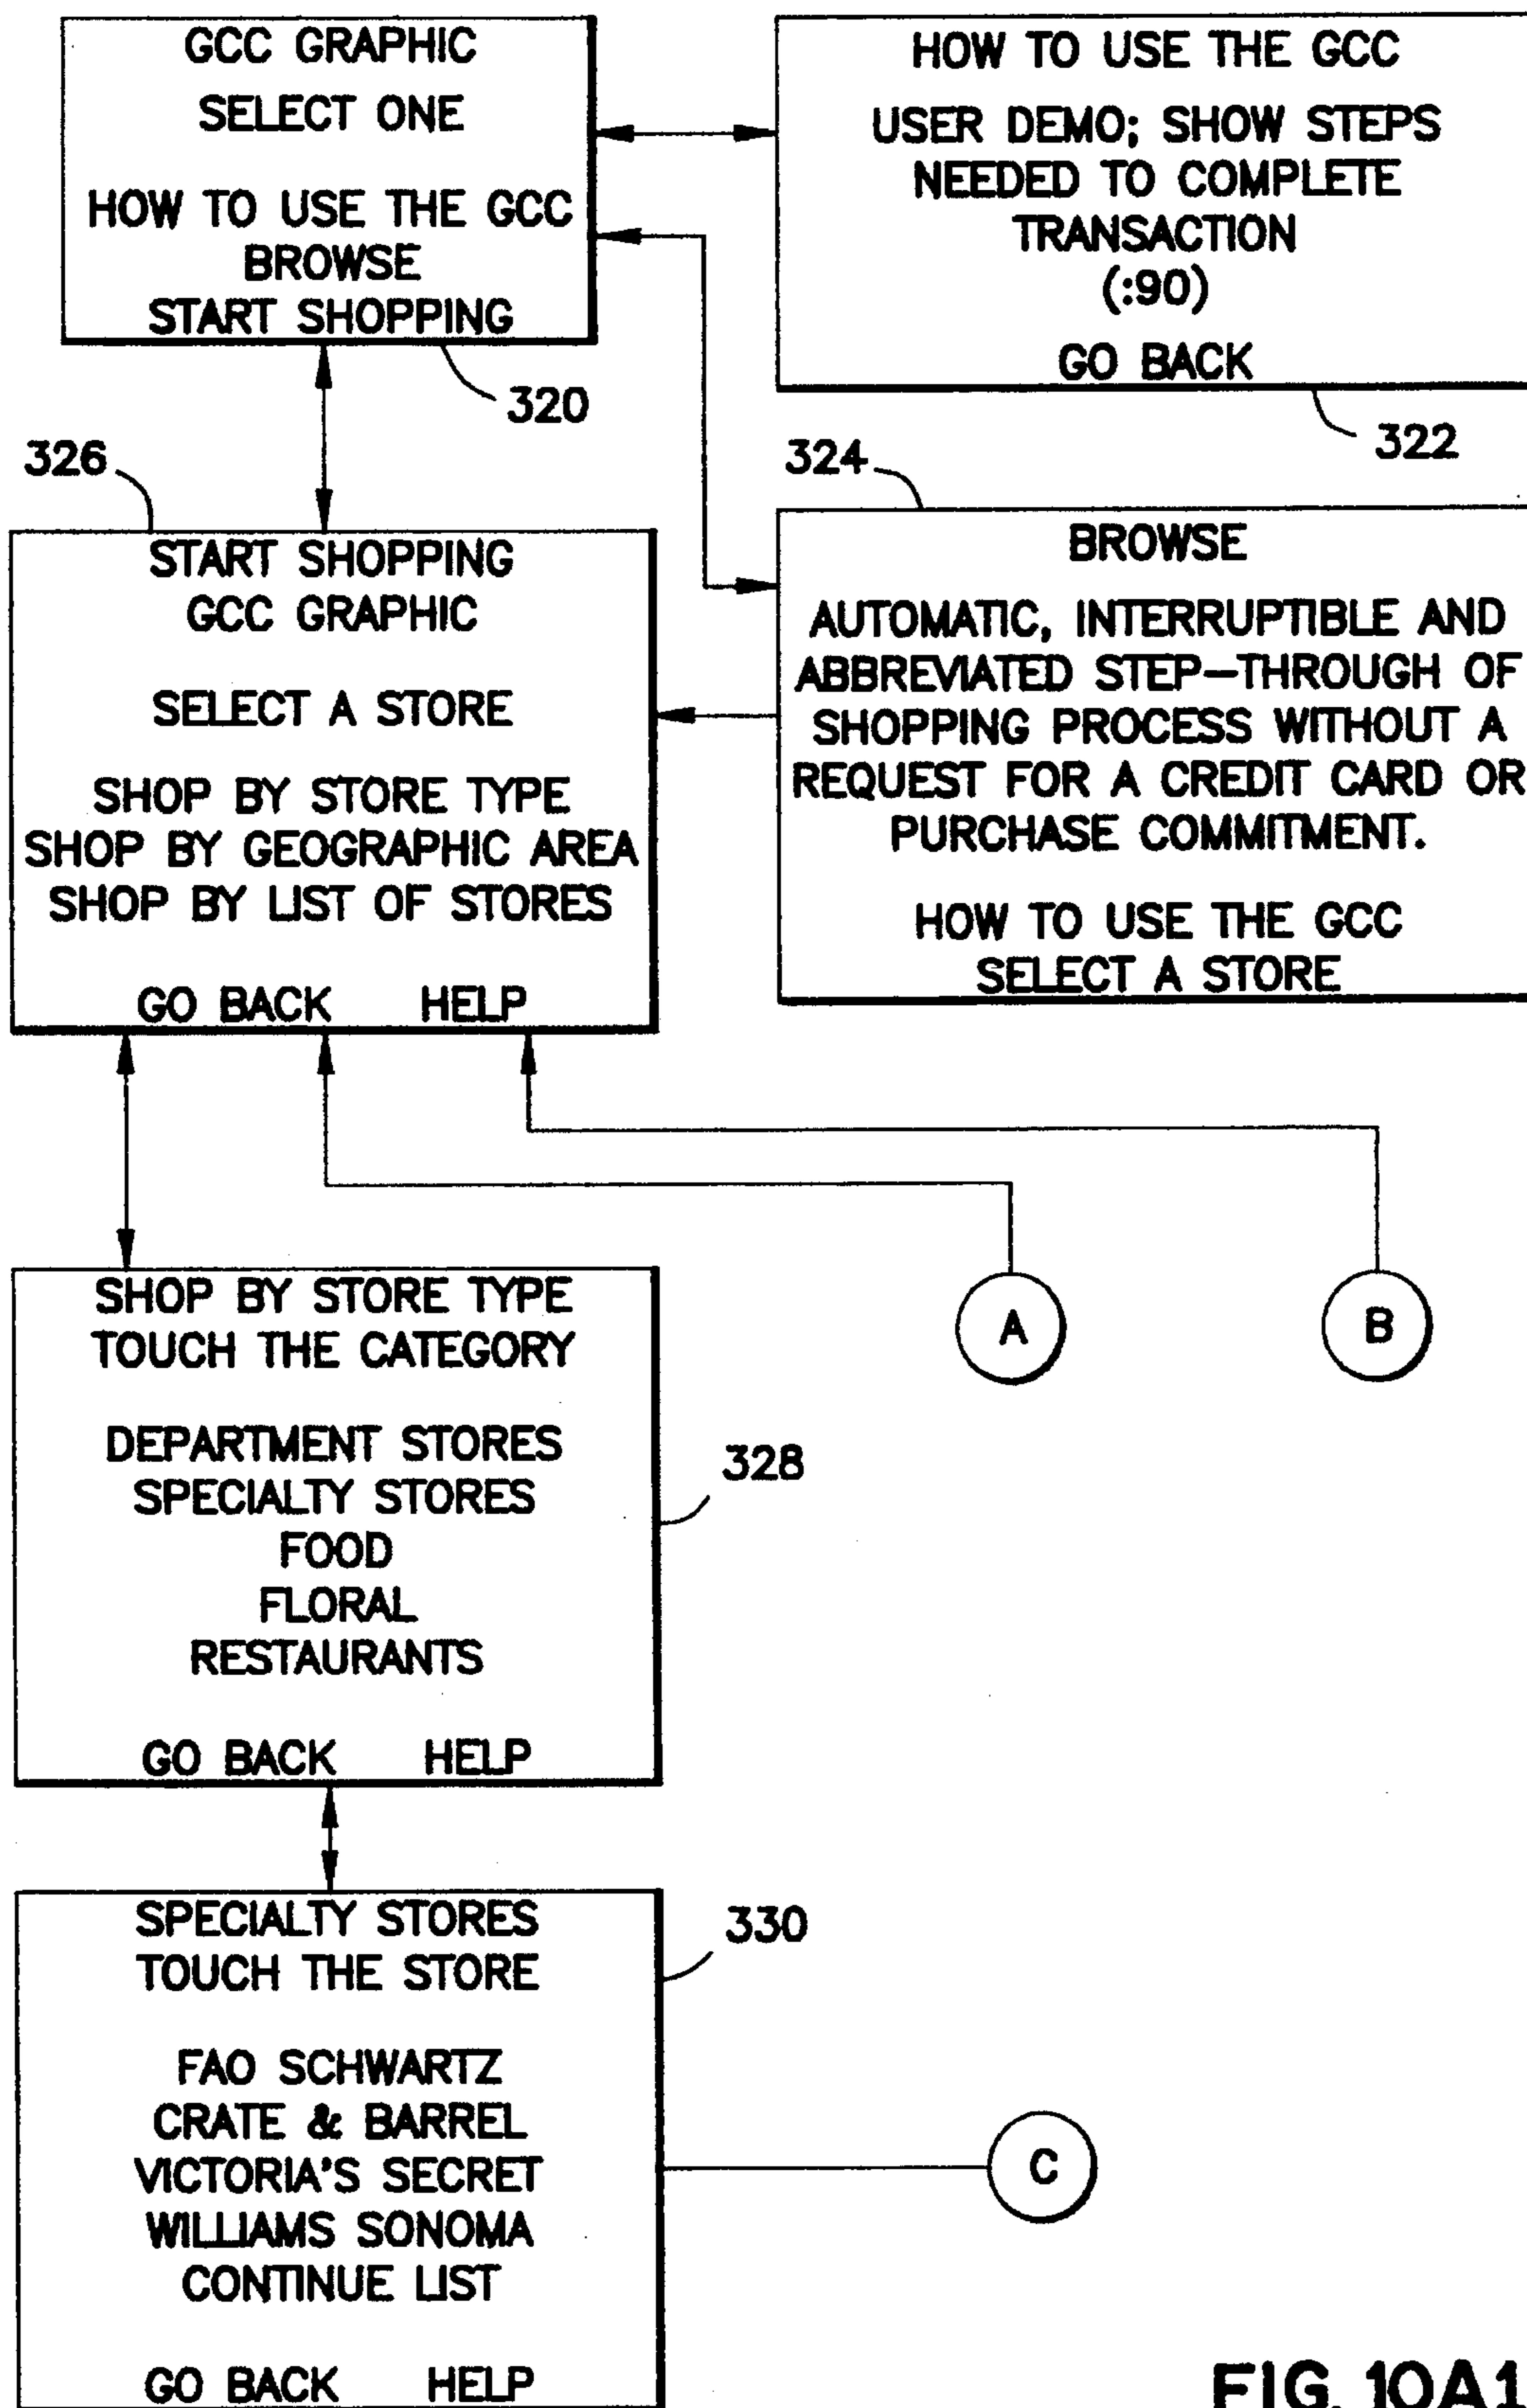 GCC GRAPHIC
SELECT ONE
HOW TO USE THE GCC
BROWSE
START SHOPPING
320
HOW TO USE THE GCC
USER DEMO; SHOW STEPS
NEEDED TO COMPLETE
TRANSACTION
(:90)
GO BACK
322
326
START SHOPPING
GCC GRAPHIC
SELECT A STORE
SHOP BY STORE TYPE
SHOP BY GEOGRAPHIC AREA
SHOP BY LIST OF STORES
GO BACK HELP
324
BROWSE
AUTOMATIC, INTERRUPTIBLE AND
ABBREVIATED STEP–THROUGH OF
SHOPPING PROCESS WITHOUT A
REQUEST FOR A CREDIT CARD OR
PURCHASE COMMITMENT.
HOW TO USE THE GCC
SELECT A STORE
A
B
SHOP BY STORE TYPE
TOUCH THE CATEGORY
DEPARTMENT STORES
SPECIALTY STORES
FOOD
FLORAL
RESTAURANTS
GO BACK HELP
328
SPECIALTY STORES
TOUCH THE STORE
FAO SCHWARTZ
CRATE & BARREL
VICTORIA'S SECRET
WILLIAMS SONOMA
CONTINUE LIST
GO BACK HELP
330
C
FIG. 10A1